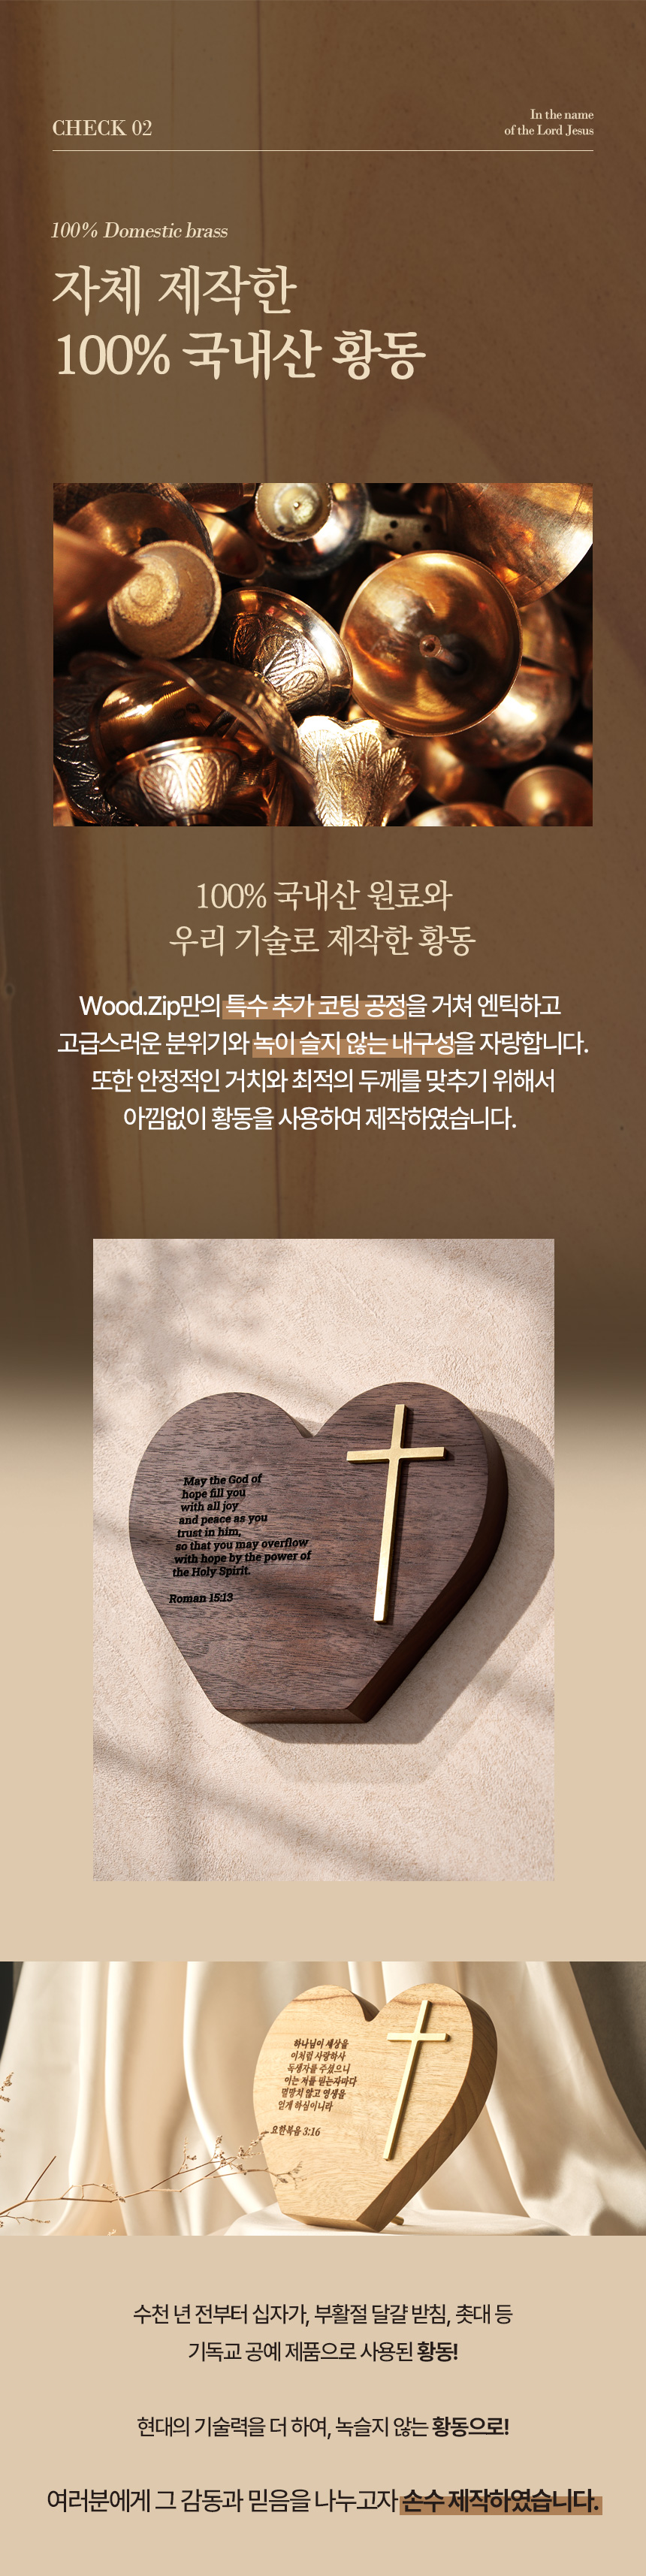 CHECK 02
In the name
of the Lord Jesus
100% Domestic brass
자체 제작한
100% 국내산 황동
100% 국내산 원료와
우리 기술로 제작한 황동
Wood.Zip만의 특수 추가 코팅 공정을 거쳐 엔틱하고
고급스러운 분위기와 녹이 슬지 않는 내구성을 자랑합니다.
또한 안정적인 거치와 최적의 두께를 맞추기 위해서
아낌없이 황동을 사용하여 제작하였습니다.
May the God of
hope fill you
with all joy
and peace as you
trust in him,
so that you may overflow
with hope by the power of
the Holy Spirit.
Roman 15:13
하나님이 세상을
이처럼 사랑하사
독생자를 주셨으니
이는 저를 믿는자마다
멸망치 않고 영생을
얻게 하심이니라
요한복음 3:16
수천 년 전부터 십자가, 부활절 달걀 받침, 촛대 등
기독교 공예 제품으로 사용된 황동!
현대의 기술력을 더 하여, 녹슬지 않는 황동으로!
여러분에게 그 감동과 믿음을 나누고자 손수 제작하였습니다.